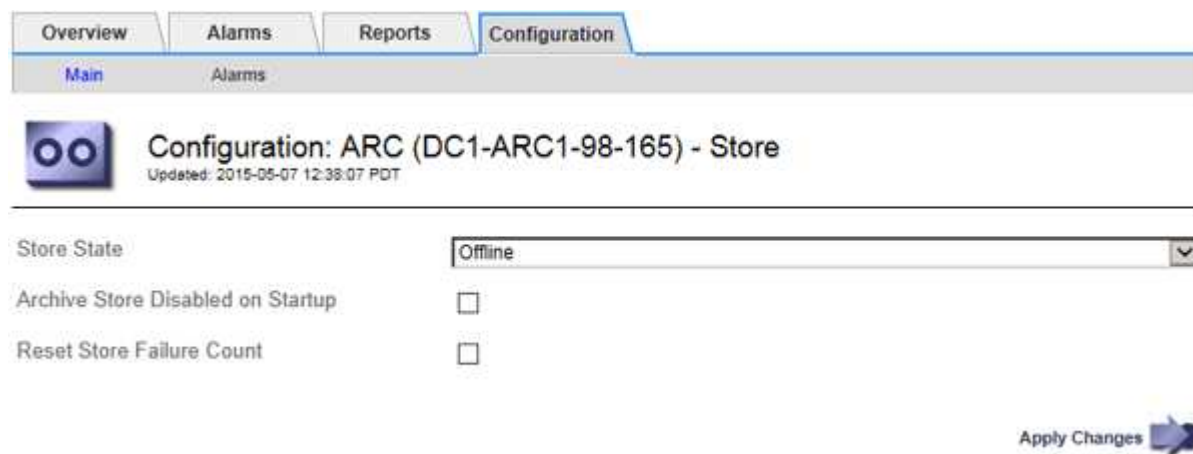 Overview Alarms Reports Configuration
Main Alarms
Configuration: ARC (DC1-ARC1-98-165) - Store
Updated: 2015-05-07 12:38:07 PDT
Store State Offline
Archive Store Disabled on Startup
Reset Store Failure Count
Apply Changes